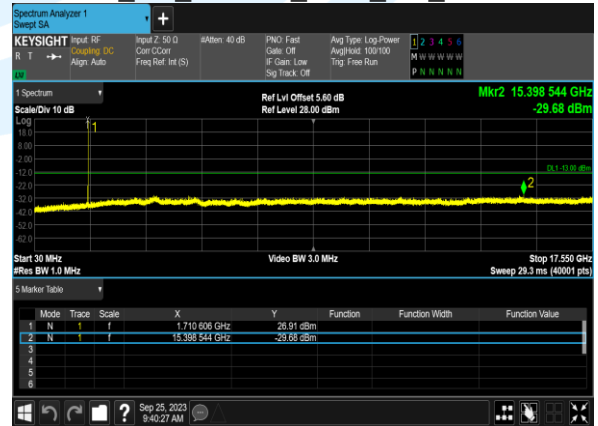 Spectrum Analyzer 1
Swept SA
+
KEYSIGHT Input: RF Input Z: 50 Ω #Atten: 40 dB PNO: Fast Avg Type: Log-Power 1 2 3 4 5 6
R T Coupling: DC Corr CCorr Gate: Off Avg|Hold: 100/100 M W W W W W
Align: Auto Freq Ref: Int (S) IF Gain: Low Trig: Free Run
Sig Track: Off P N N N N N
1 Spectrum Ref Lvl Offset 5.60 dB Mkr2 15.398 544 GHz
Scale/Div 10 dB Ref Level 28.00 dBm -29.68 dBm
Log
18.0
8.00
-2.00
-12.0
-22.0
-32.0
-42.0
-52.0
-62.0
1
DL1 -13.00 dBm
2
Start 30 MHz Video BW 3.0 MHz Stop 17.550 GHz
#Res BW 1.0 MHz Sweep 29.3 ms (40001 pts)
5 Marker Table
Mode Trace Scale X Y Function Function Width Function Value
1 N 1 f 1.710 606 GHz 26.91 dBm
2 N 1 f 15.398 544 GHz -29.68 dBm
3
4
5
6
? Sep 25, 2023
9:40:27 AM